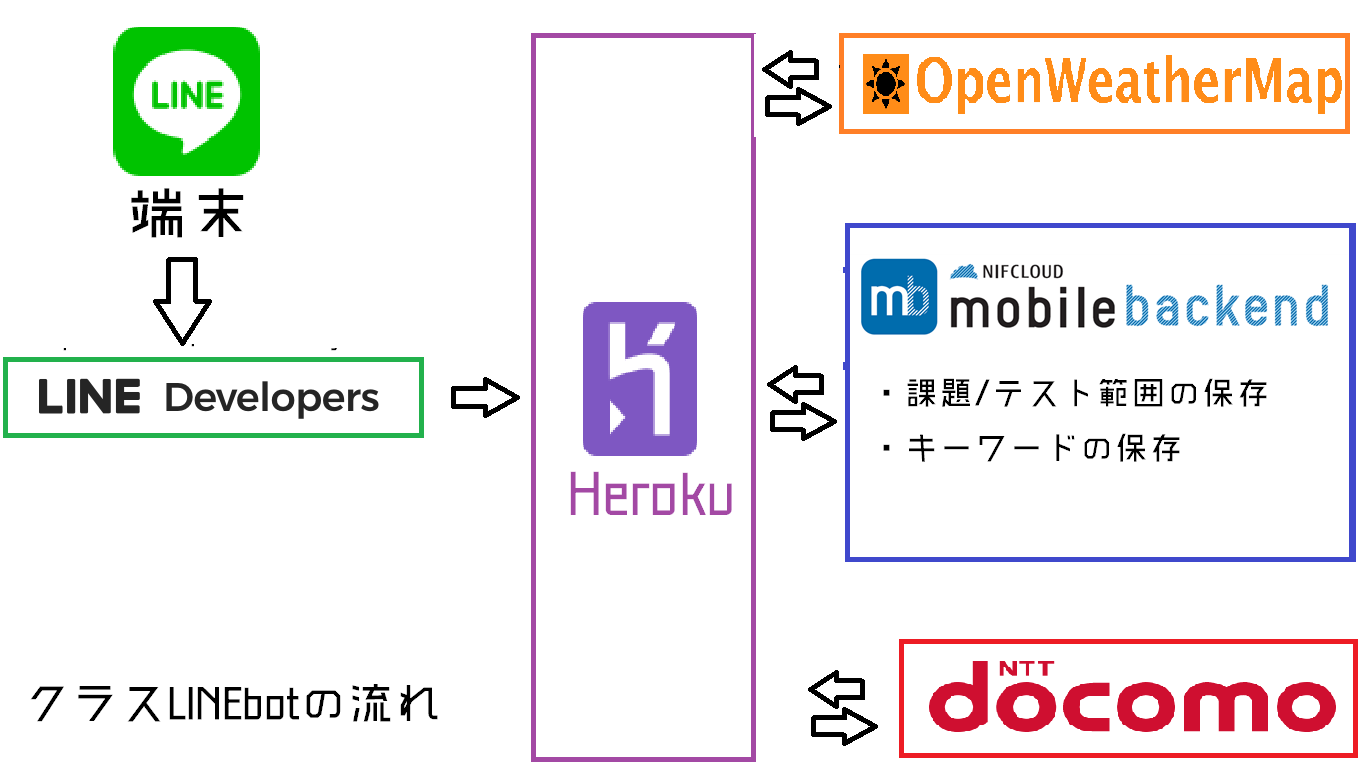 LINE
端末
LINE Developers
クラスLINEbotの流れ
Heroku
OpenWeatherMap
mb
NIFCLOUD
mobile backend
・課題/テスト範囲の保存
・キーワードの保存
NTT
docomo